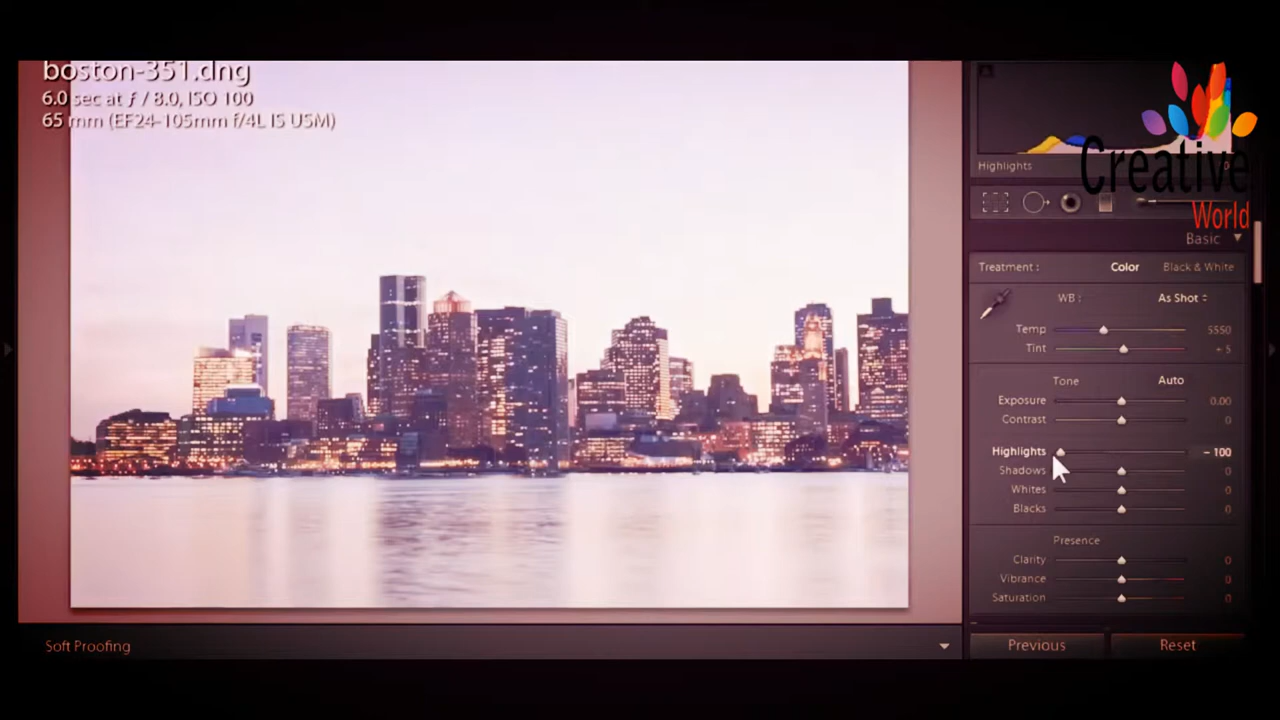 boston-351.dng
6.0 sec at ƒ / 8.0, ISO 100
65 mm (EF24-105mm f/4L IS USM)
Creative
World
Highlights
Basic
Treatment : Color Black & White
WB : As Shot
Temp 5550
Tint + 5
Tone Auto
Exposure 0.00
Contrast 0
Highlights – 100
Shadows 0
Whites 0
Blacks 0
Presence
Clarity 0
Vibrance 0
Saturation 0
Soft Proofing
Previous Reset